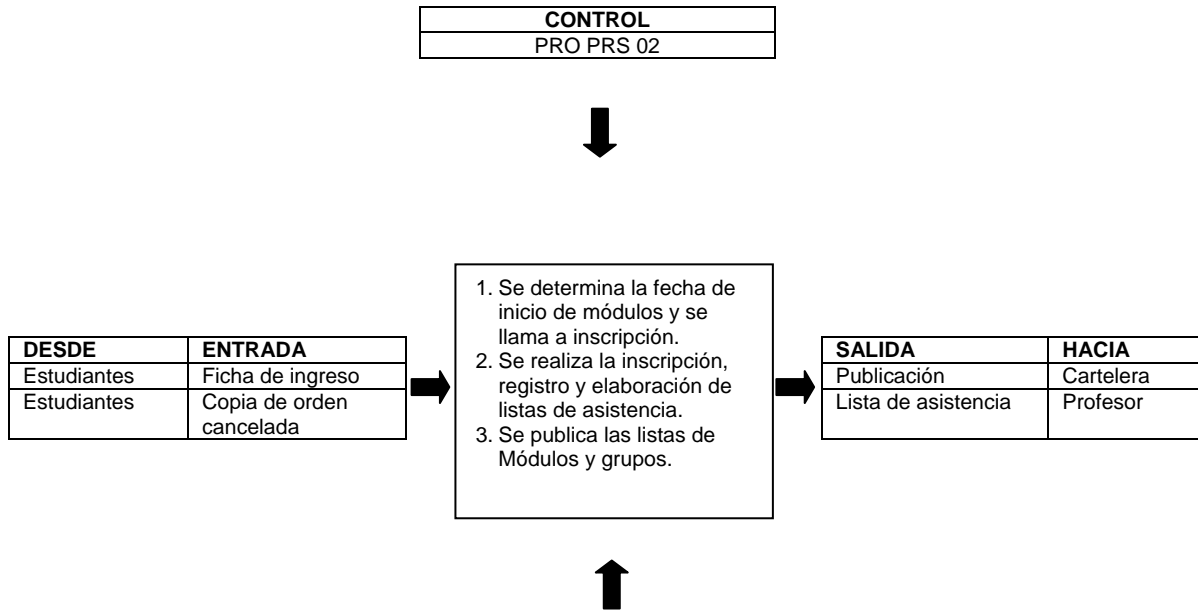 CONTROL
PRO PRS 02
DESDE ENTRADA
Estudiantes Ficha de ingreso
Estudiantes Copia de orden
cancelada
1. Se determina la fecha de
inicio de módulos y se
llama a inscripción.
2. Se realiza la inscripción,
registro y elaboración de
listas de asistencia.
3. Se publica las listas de
Módulos y grupos.
SALIDA HACIA
Publicación Cartelera
Lista de asistencia Profesor